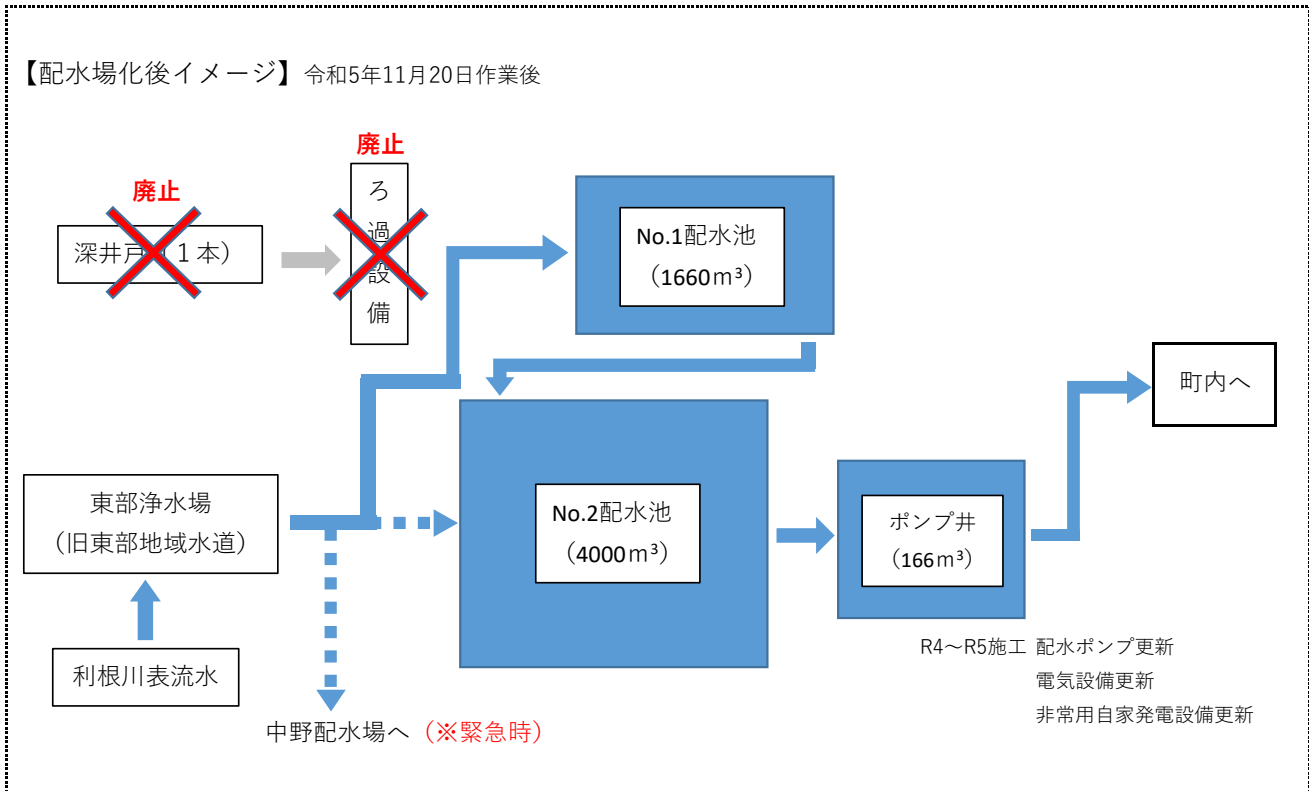 【配水場化後イメージ】令和5年11月20日作業後
廃止
廃止
深井戸（１本）
ろ過設備
No.1配水池
（1660ｍ³）
町内へ
東部浄水場
（旧東部地域水道）
No.2配水池
（4000ｍ³）
ポンプ井
（166ｍ³）
利根川表流水
R4～R5施工 配水ポンプ更新
電気設備更新
非常用自家発電設備更新
中野配水場へ（※緊急時）